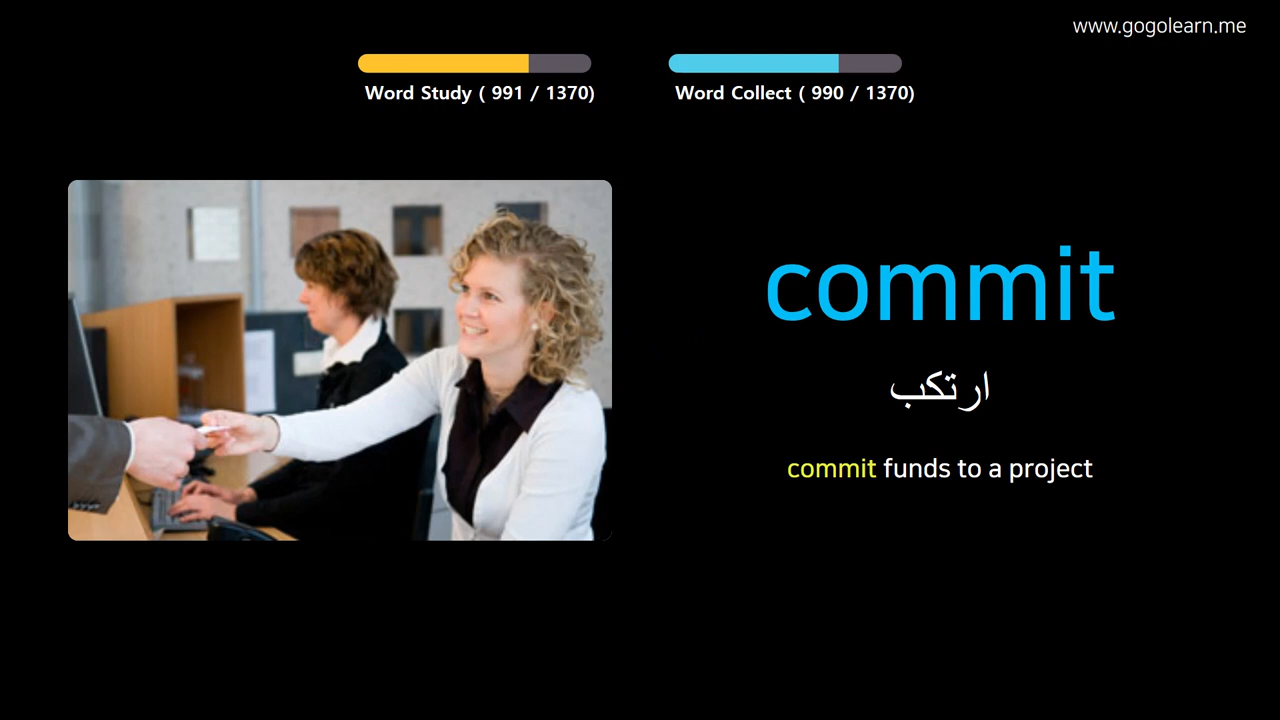 www.gogolearn.me
Word Study ( 991 / 1370)
Word Collect ( 990 / 1370)
commit
ارتكب
commit funds to a project